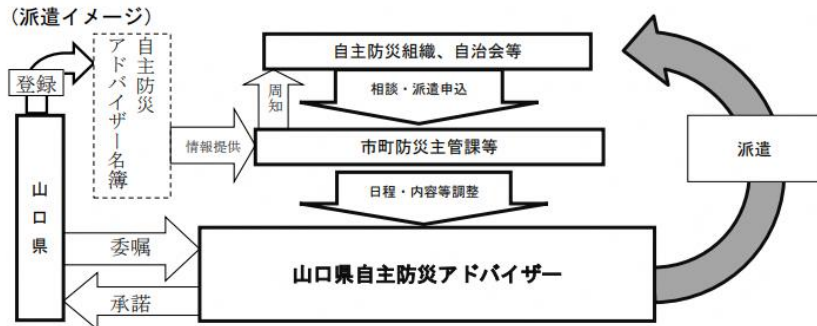 （派遣イメージ）
自主防災
アドバイザー名簿
登録
山口県
自主防災組織、自治会等
周知
相談・派遣申込
情報提供
市町防災主管課等
日程・内容等調整
派遣
委嘱
承諾
山口県自主防災アドバイザー